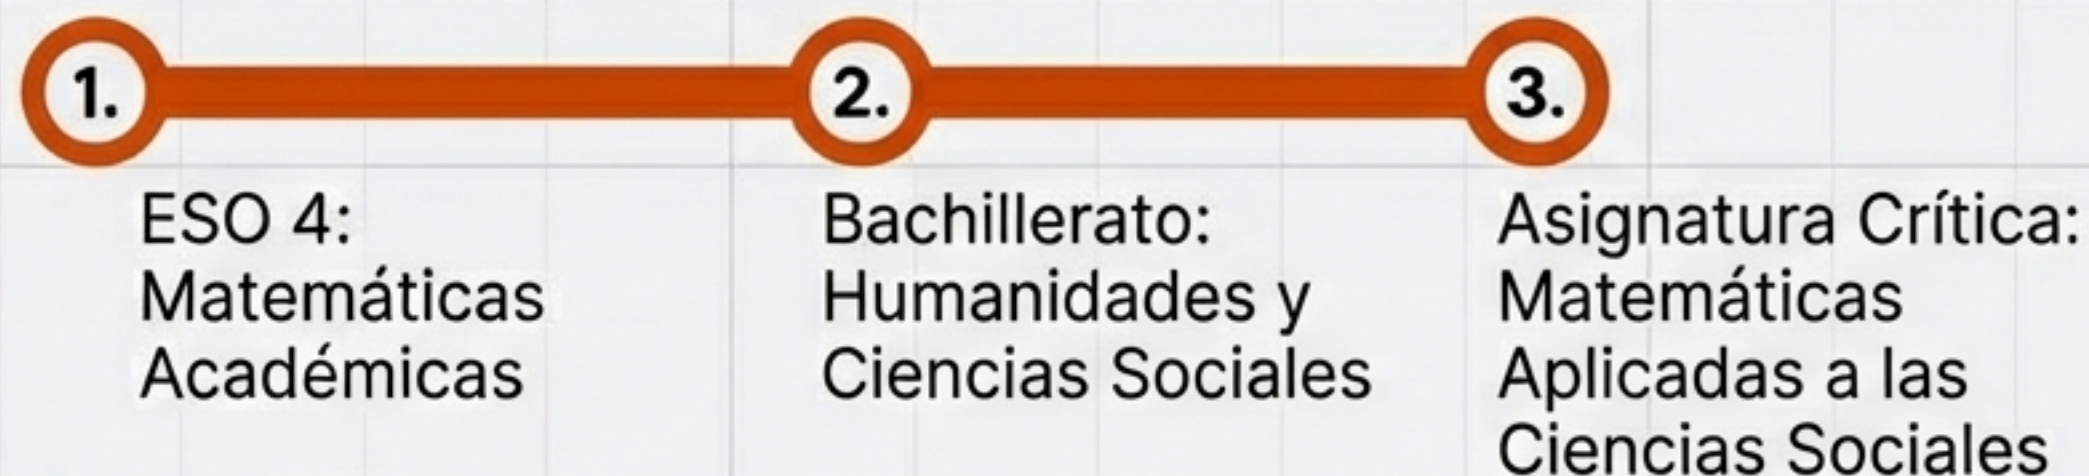 1.
2.
3.
ESO 4:
Matemáticas
Académicas
Bachillerato:
Humanidades y
Ciencias Sociales
Asignatura Crítica:
Matemáticas
Aplicadas a las
Ciencias Sociales